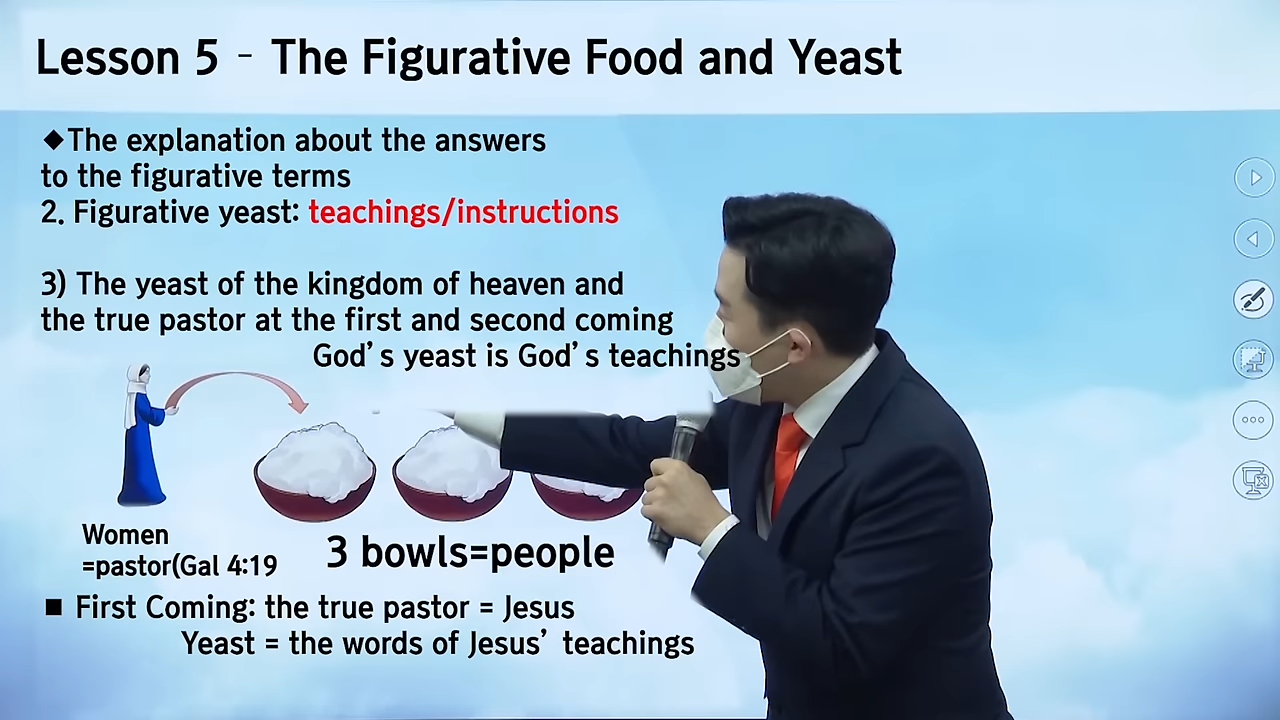 Lesson 5 - The Figurative Food and Yeast
◆The explanation about the answers
to the figurative terms
2. Figurative yeast: teachings/instructions
3) The yeast of the kingdom of heaven and
the true pastor at the first and second coming
God's yeast is God's teachings
Women
=pastor(Gal 4:19
3 bowls=people
■ First Coming: the true pastor = Jesus
Yeast = the words of Jesus' teachings